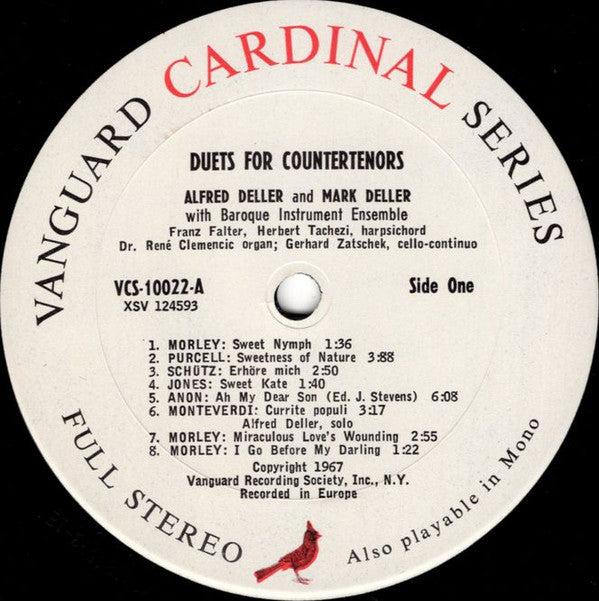 VANGUARD CARDINAL SERIES
DUETS FOR COUNTERTENORS
ALFRED DELLER and MARK DELLER
with Baroque Instrument Ensemble
Franz Falter, Herbert Tachezi, harpsichord
Dr. René Clemencic organ; Gerhard Zatschek, cello-continuo
VCS-10022-A
XSV 124593
Side One
1. MORLEY: Sweet Nymph 1:36
2. PURCELL: Sweetness of Nature 3:88
3. SCHÜTZ: Erhöre mich 2:50
4. JONES: Sweet Kate 1:40
5. ANON: Ah My Dear Son (Ed. J. Stevens) 6:08
6. MONTEVERDI: Currite populi 3:17
Alfred Deller, solo
7. MORLEY: Miraculous Love's Wounding 2:55
8. MORLEY: I Go Before My Darling 1:22
Copyright 1967
Vanguard Recording Society, Inc., N.Y.
Recorded in Europe
FULL STEREO
Also playable in Mono